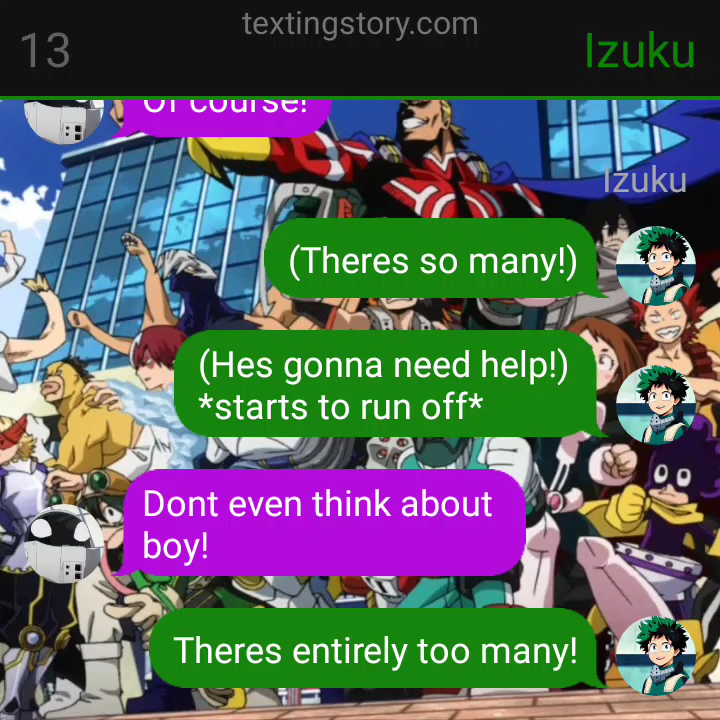 textingstory.com
13
Izuku
Of course!
Izuku
(Theres so many!)
(Hes gonna need help!)
*starts to run off*
Dont even think about
boy!
Theres entirely too many!